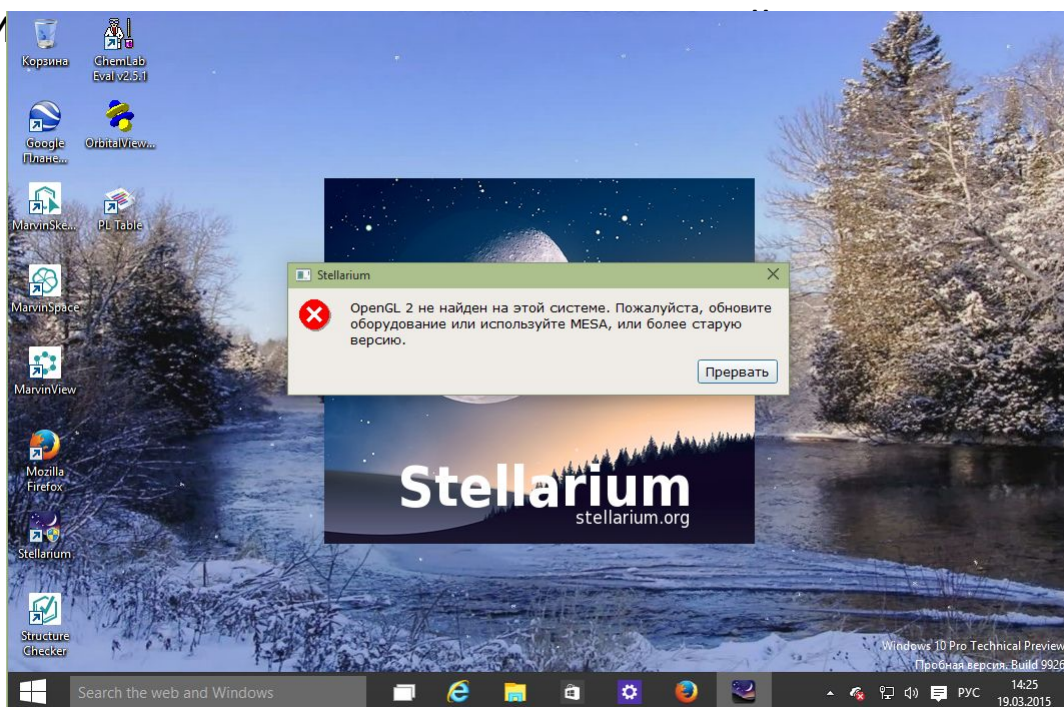 Корзина
ChemLab
Eval v2.5.1
Google
Плане...
OrbitalView...
MarvinSke...
PL Table
MarvinSpace
MarvinView
Mozilla
Firefox
Stellarium
Structure
Checker
Stellarium
OpenGL 2 не найден на этой системе. Пожалуйста, обновите
оборудование или используйте MESA, или более старую
версию.
Прервать
Stellarium
stellarium.org
Windows 10 Pro Technical Preview
Пробная версия. Build 9926
Search the web and Windows
РУС
14:25
19.03.2015